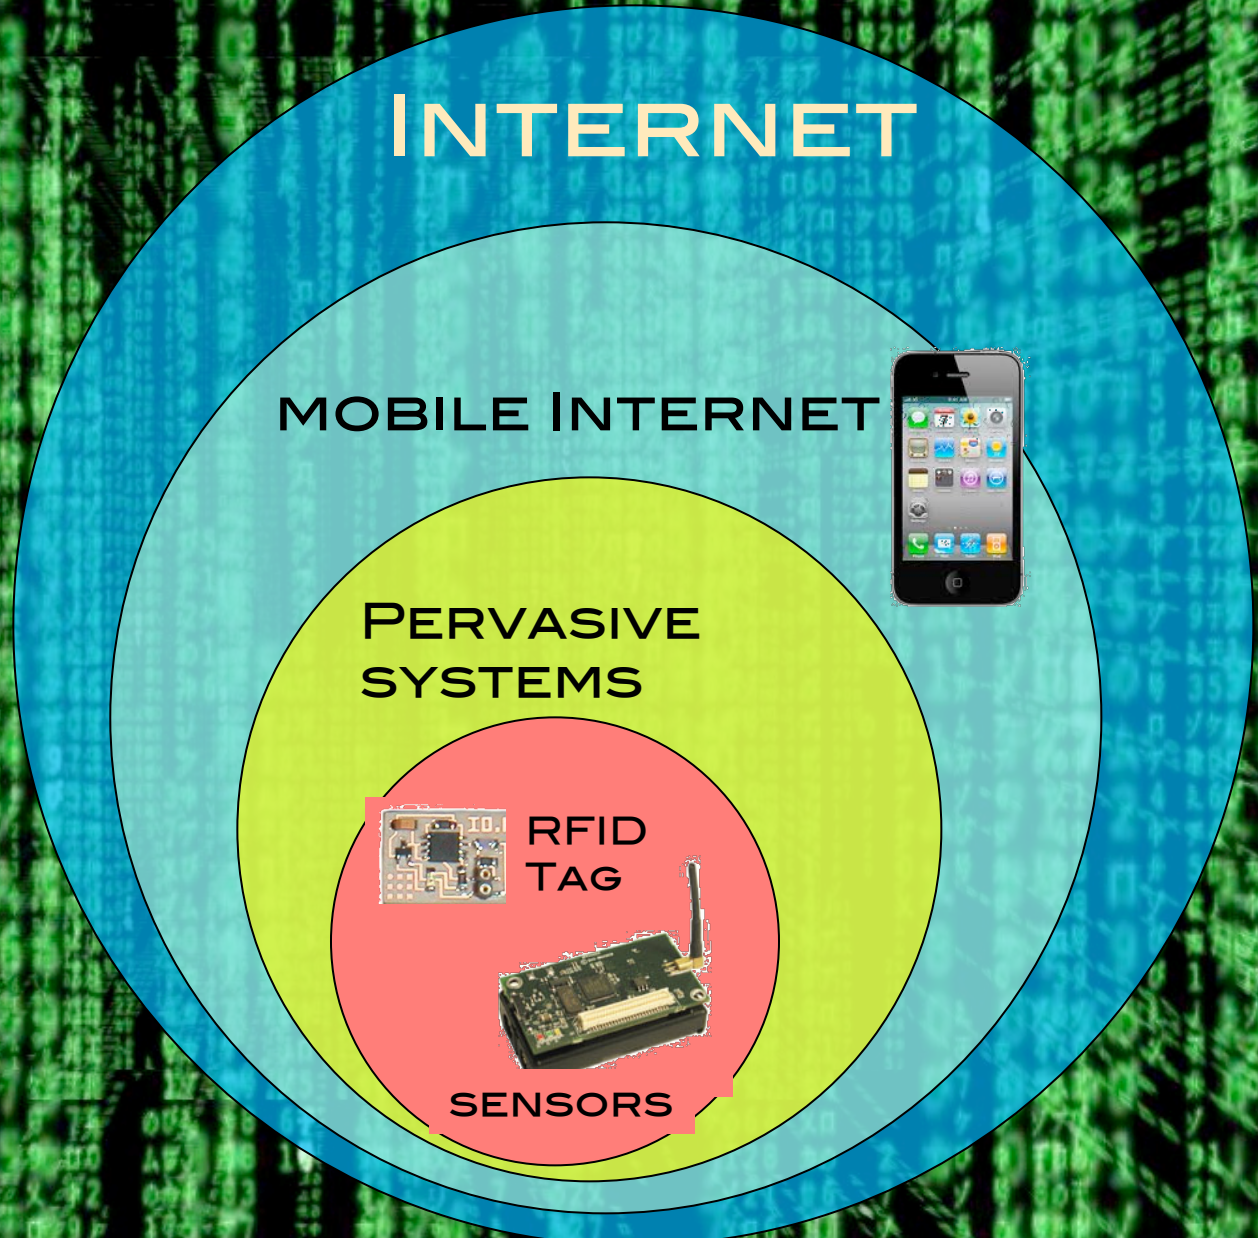 INTERNET
MOBILE INTERNET
PERVASIVE
SYSTEMS
RFID
TAG
SENSORS